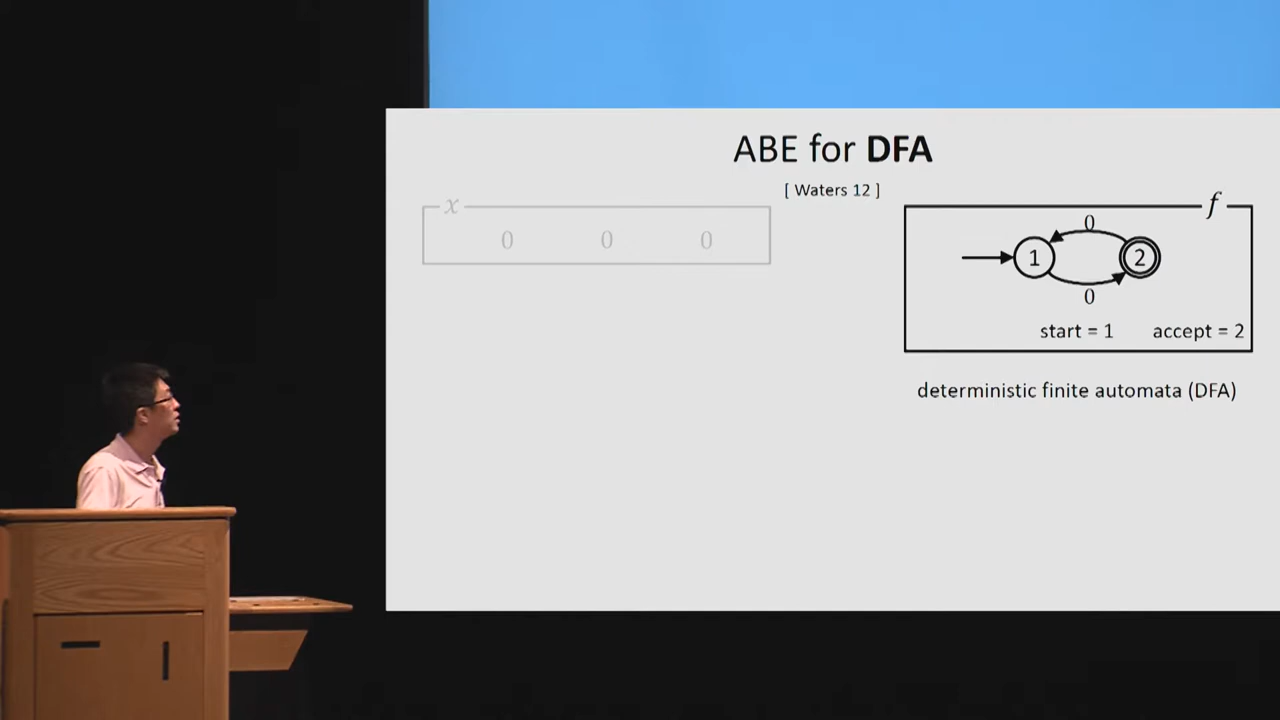 ABE for DFA
[ Waters 12 ]
x
0 0 0
f
0
1 2
0
start = 1 accept = 2
deterministic finite automata (DFA)